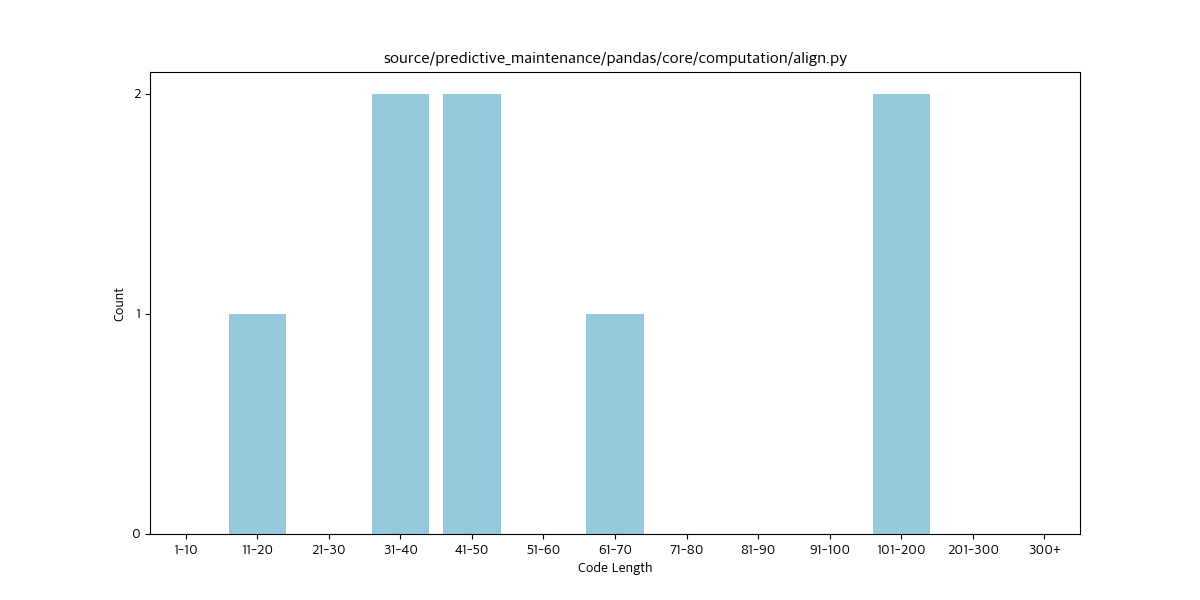 source/predictive_maintenance/pandas/core/computation/align.py
2
1
0
Count
1-10 11-20 21-30 31-40 41-50 51-60 61-70 71-80 81-90 91-100 101-200 201-300 300+
Code Length